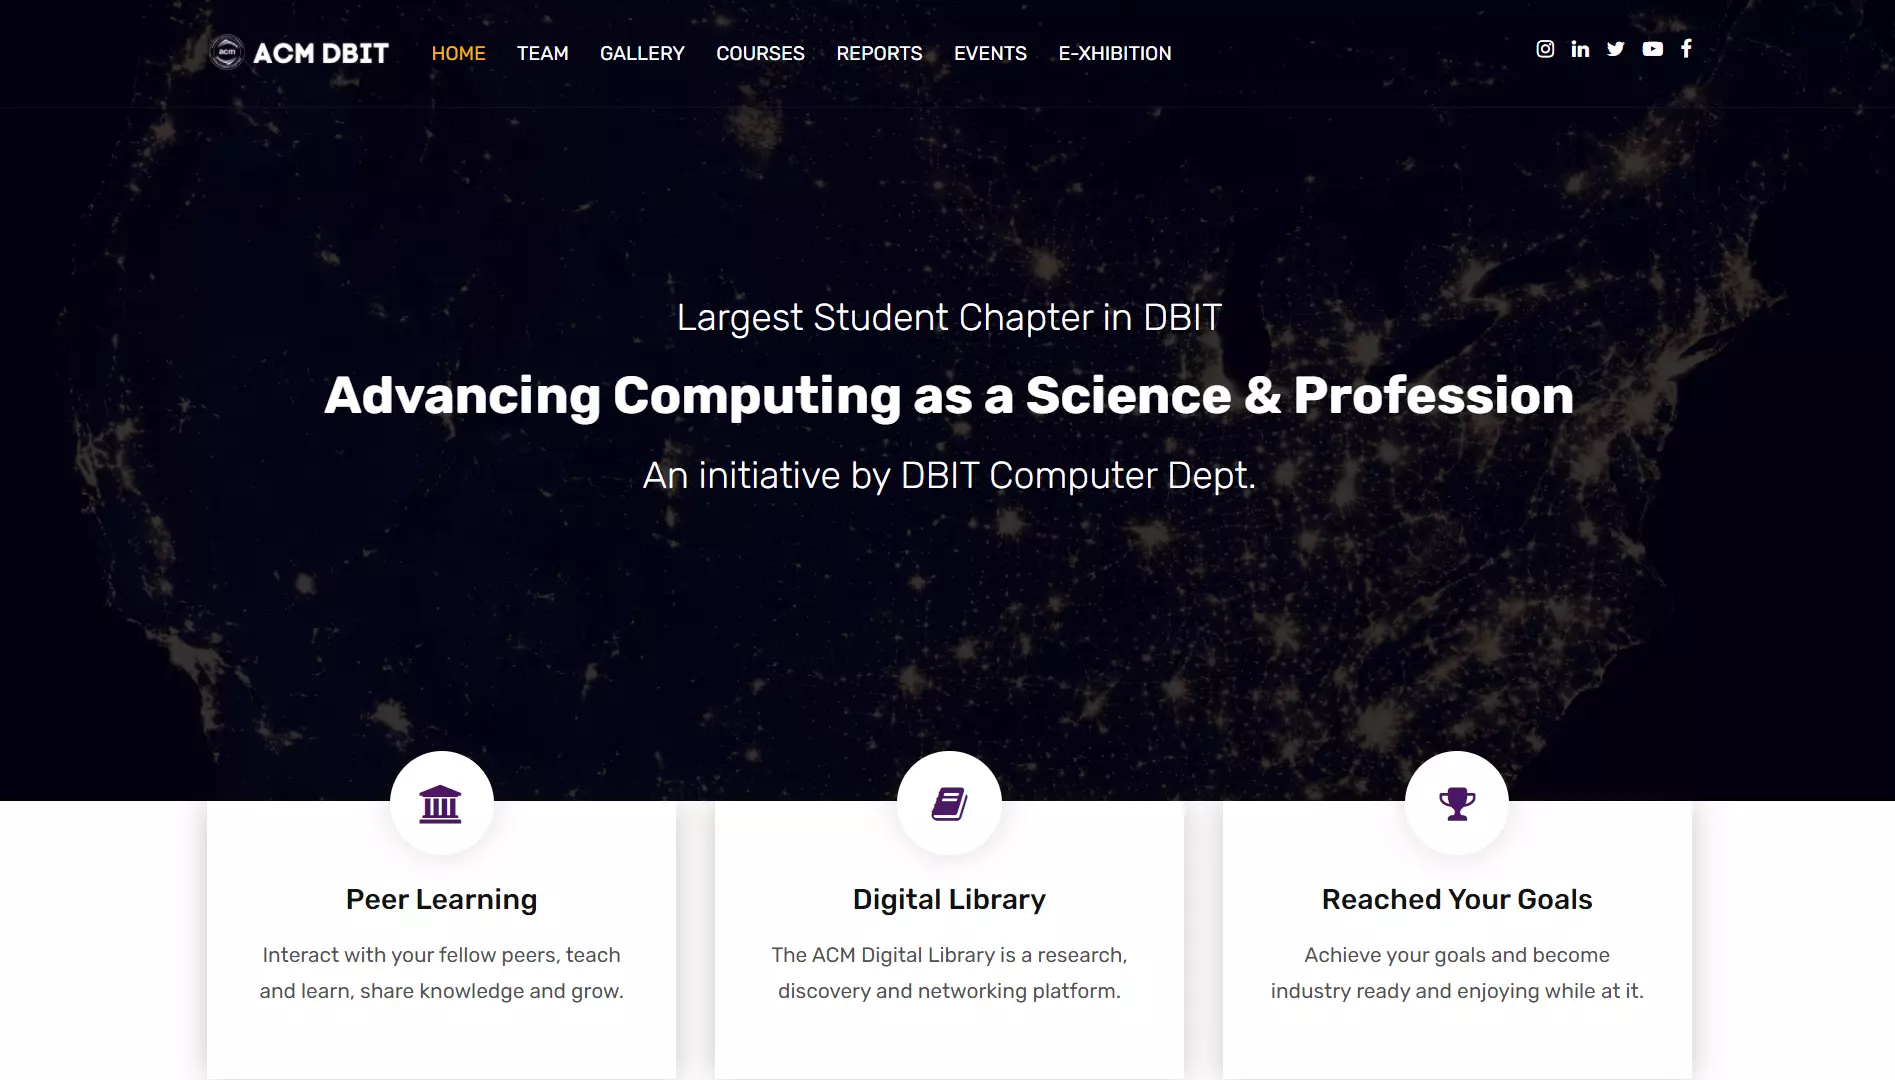 acm ACM DBIT HOME TEAM GALLERY COURSES REPORTS EVENTS E-XHIBITION
Largest Student Chapter in DBIT
Advancing Computing as a Science & Profession
An initiative by DBIT Computer Dept.
Peer Learning
Interact with your fellow peers, teach
and learn, share knowledge and grow.
Digital Library
The ACM Digital Library is a research,
discovery and networking platform.
Reached Your Goals
Achieve your goals and become
industry ready and enjoying while at it.